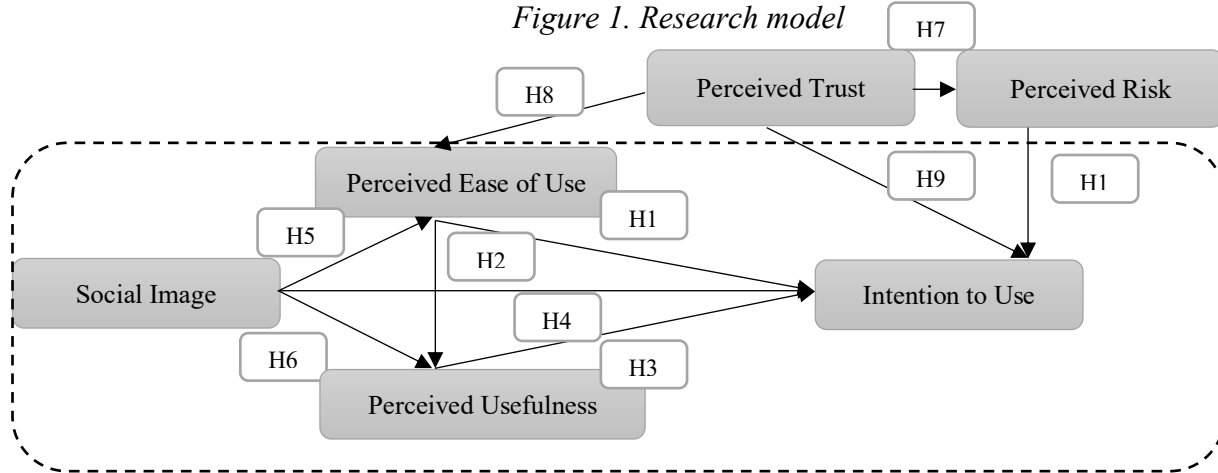 Figure 1. Research model
H7
Perceived Trust
Perceived Risk
H8
Perceived Ease of Use
H9
H1
H1
H5
H2
Social Image
Intention to Use
H4
H6
H3
Perceived Usefulness